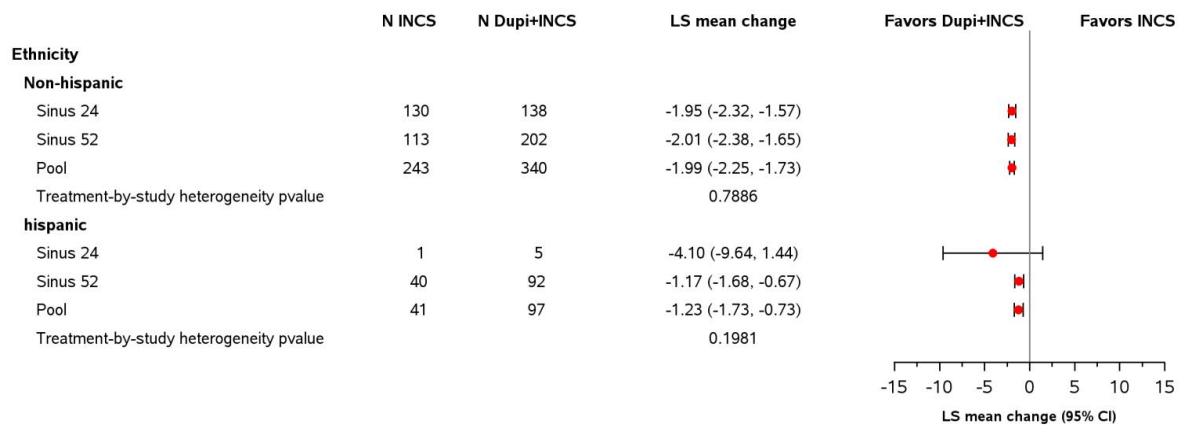 N INCS N Dupi+INCS LS mean change Favors Dupi+INCS Favors INCS
Ethnicity
Non-hispanic
Sinus 24 130 138 -1.95 (-2.32, -1.57)
Sinus 52 113 202 -2.01 (-2.38, -1.65)
Pool 243 340 -1.99 (-2.25, -1.73)
Treatment-by-study heterogeneity pvalue 0.7886
hispanic
Sinus 24 1 5 -4.10 (-9.64, 1.44)
Sinus 52 40 92 -1.17 (-1.68, -0.67)
Pool 41 97 -1.23 (-1.73, -0.73)
Treatment-by-study heterogeneity pvalue 0.1981
-15 -10 -5 0 5 10 15
LS mean change (95% CI)